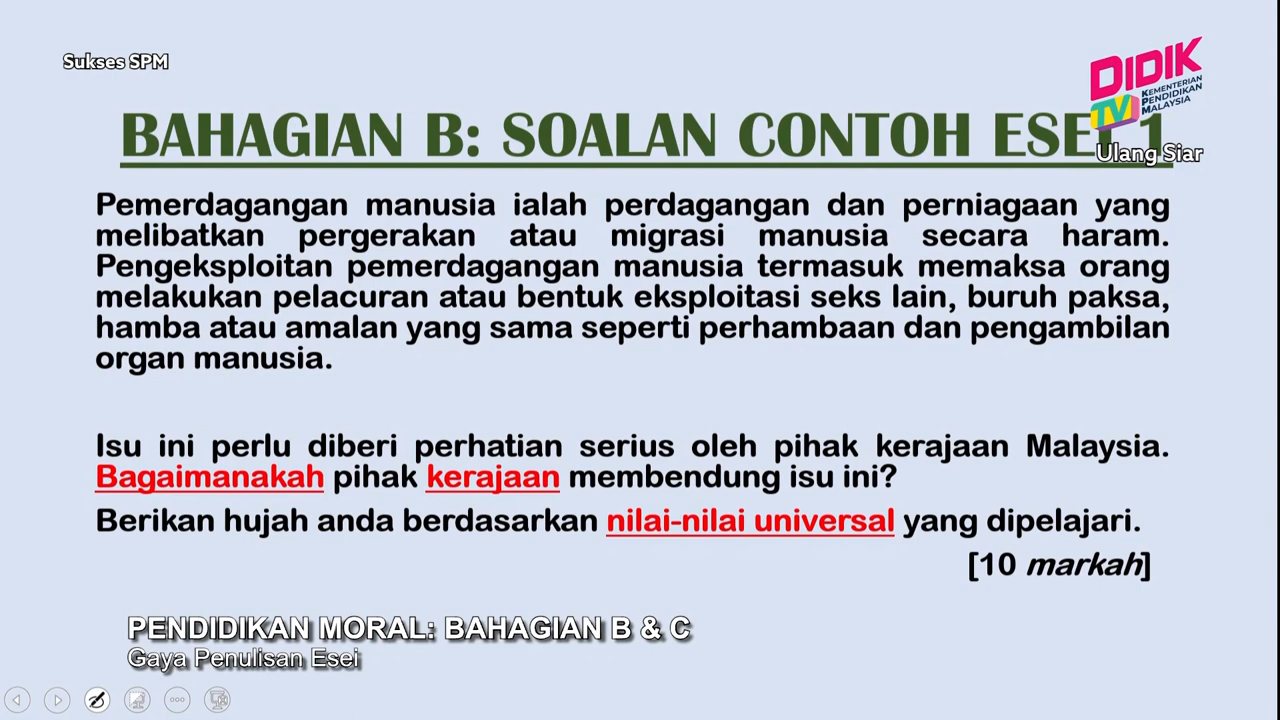 Sukses SPM
DIDIK
TV
KEMENTERIAN
PENDIDIKAN
MALAYSIA
Ulang Siar
BAHAGIAN B: SOALAN CONTOH ESEI 1
Pemerdagangan manusia ialah perdagangan dan perniagaan yang
melibatkan pergerakan atau migrasi manusia secara haram.
Pengeksploitan pemerdagangan manusia termasuk memaksa orang
melakukan pelacuran atau bentuk eksploitasi seks lain, buruh paksa,
hamba atau amalan yang sama seperti perhambaan dan pengambilan
organ manusia.
Isu ini perlu diberi perhatian serius oleh pihak kerajaan Malaysia.
Bagaimanakah pihak kerajaan membendung isu ini?
Berikan hujah anda berdasarkan nilai-nilai universal yang dipelajari.
[10 markah]
PENDIDIKAN MORAL: BAHAGIAN B & C
Gaya Penulisan Esei